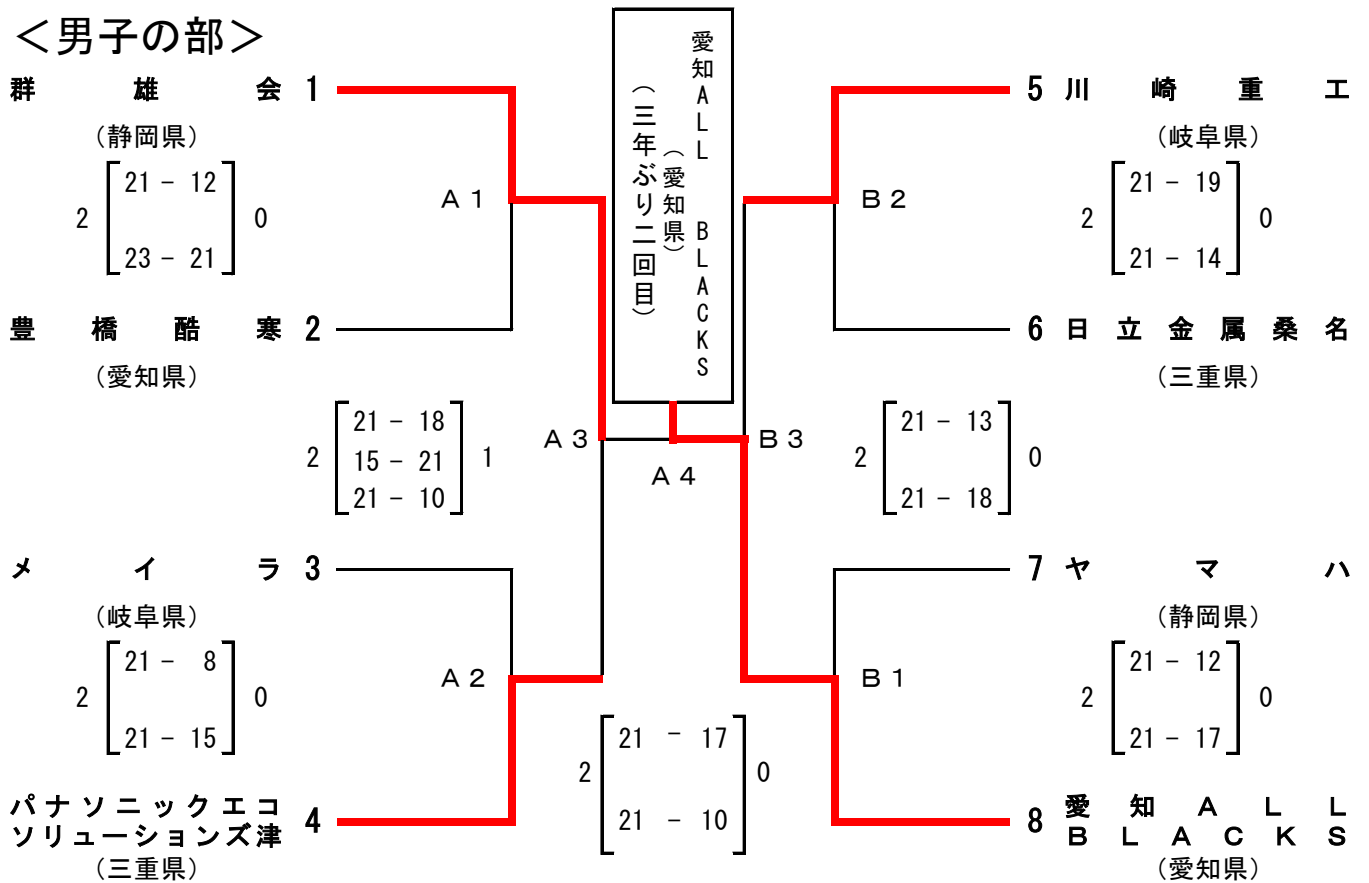 ＜男子の部＞
愛知ALL BLACKS
（愛知県）
（三年ぶり二回目）
群雄会 1
（静岡県）
2 21 - 12 0
23 - 21
A1
豊橋酷寒 2
（愛知県）
2 21 - 18 1
15 - 21
21 - 10
A3
メイラ 3
（岐阜県）
2 21 - 8 0
21 - 15
A2
パナソニックエコ
ソリューションズ津 4
（三重県）
A4
2 21 - 17 0
21 - 10
5 川崎重工
（岐阜県）
B2
2 21 - 19 0
21 - 14
6 日立金属桑名
（三重県）
B3
2 21 - 13 0
21 - 18
7 ヤマハ
（静岡県）
B1
2 21 - 12 0
21 - 17
8 愛知ALL
BLACKS
（愛知県）